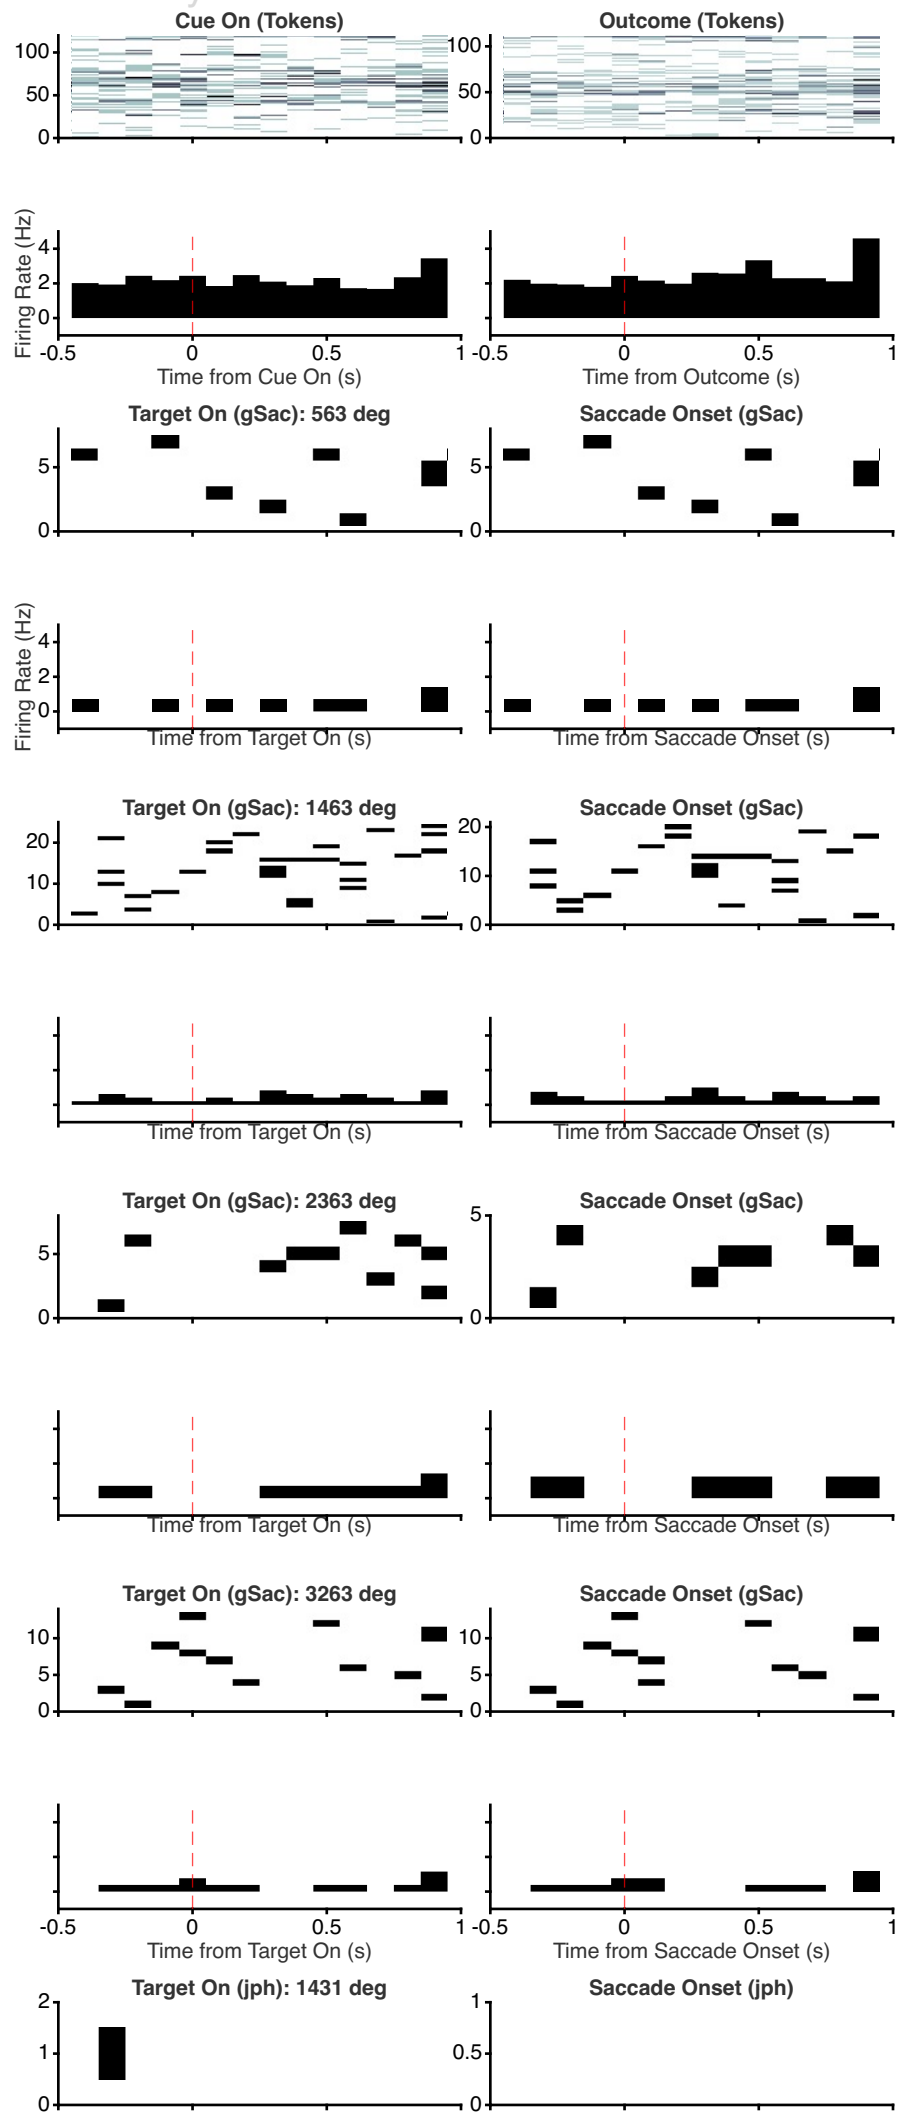 Cue On (Tokens) Outcome (Tokens)
100 100
50 50
0 0
Firing Rate (Hz)
4
2
0
-0.5 0 0.5 1 -0.5 0 0.5 1
Time from Cue On (s) Time from Outcome (s)
Target On (gSac): 563 deg Saccade Onset (gSac)
5 5
0 0
Firing Rate (Hz)
4
2
0
Time from Target On (s) Time from Saccade Onset (s)
Target On (gSac): 1463 deg Saccade Onset (gSac)
20 20
10 10
0 0
Time from Target On (s) Time from Saccade Onset (s)
Target On (gSac): 2363 deg Saccade Onset (gSac)
5 5
0 0
Time from Target On (s) Time from Saccade Onset (s)
Target On (gSac): 3263 deg Saccade Onset (gSac)
10 10
5 5
0 0
-0.5 0 0.5 1 -0.5 0 0.5 1
Time from Target On (s) Time from Saccade Onset (s)
Target On (jph): 1431 deg Saccade Onset (jph)
2 1
1 0.5
0 0